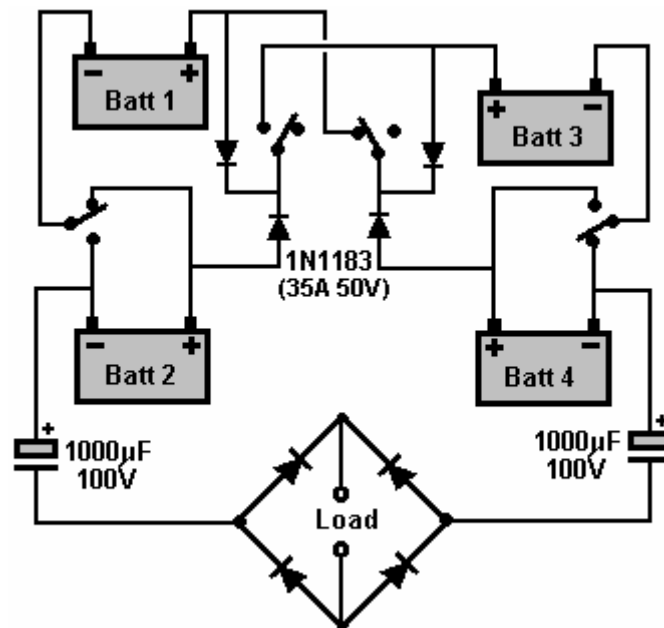 - +
Batt 1
+ -
Batt 3
1N1183
(35A 50V)
- +
Batt 2
+ -
Batt 4
+
1000µF
100V
+
1000µF
100V
Load